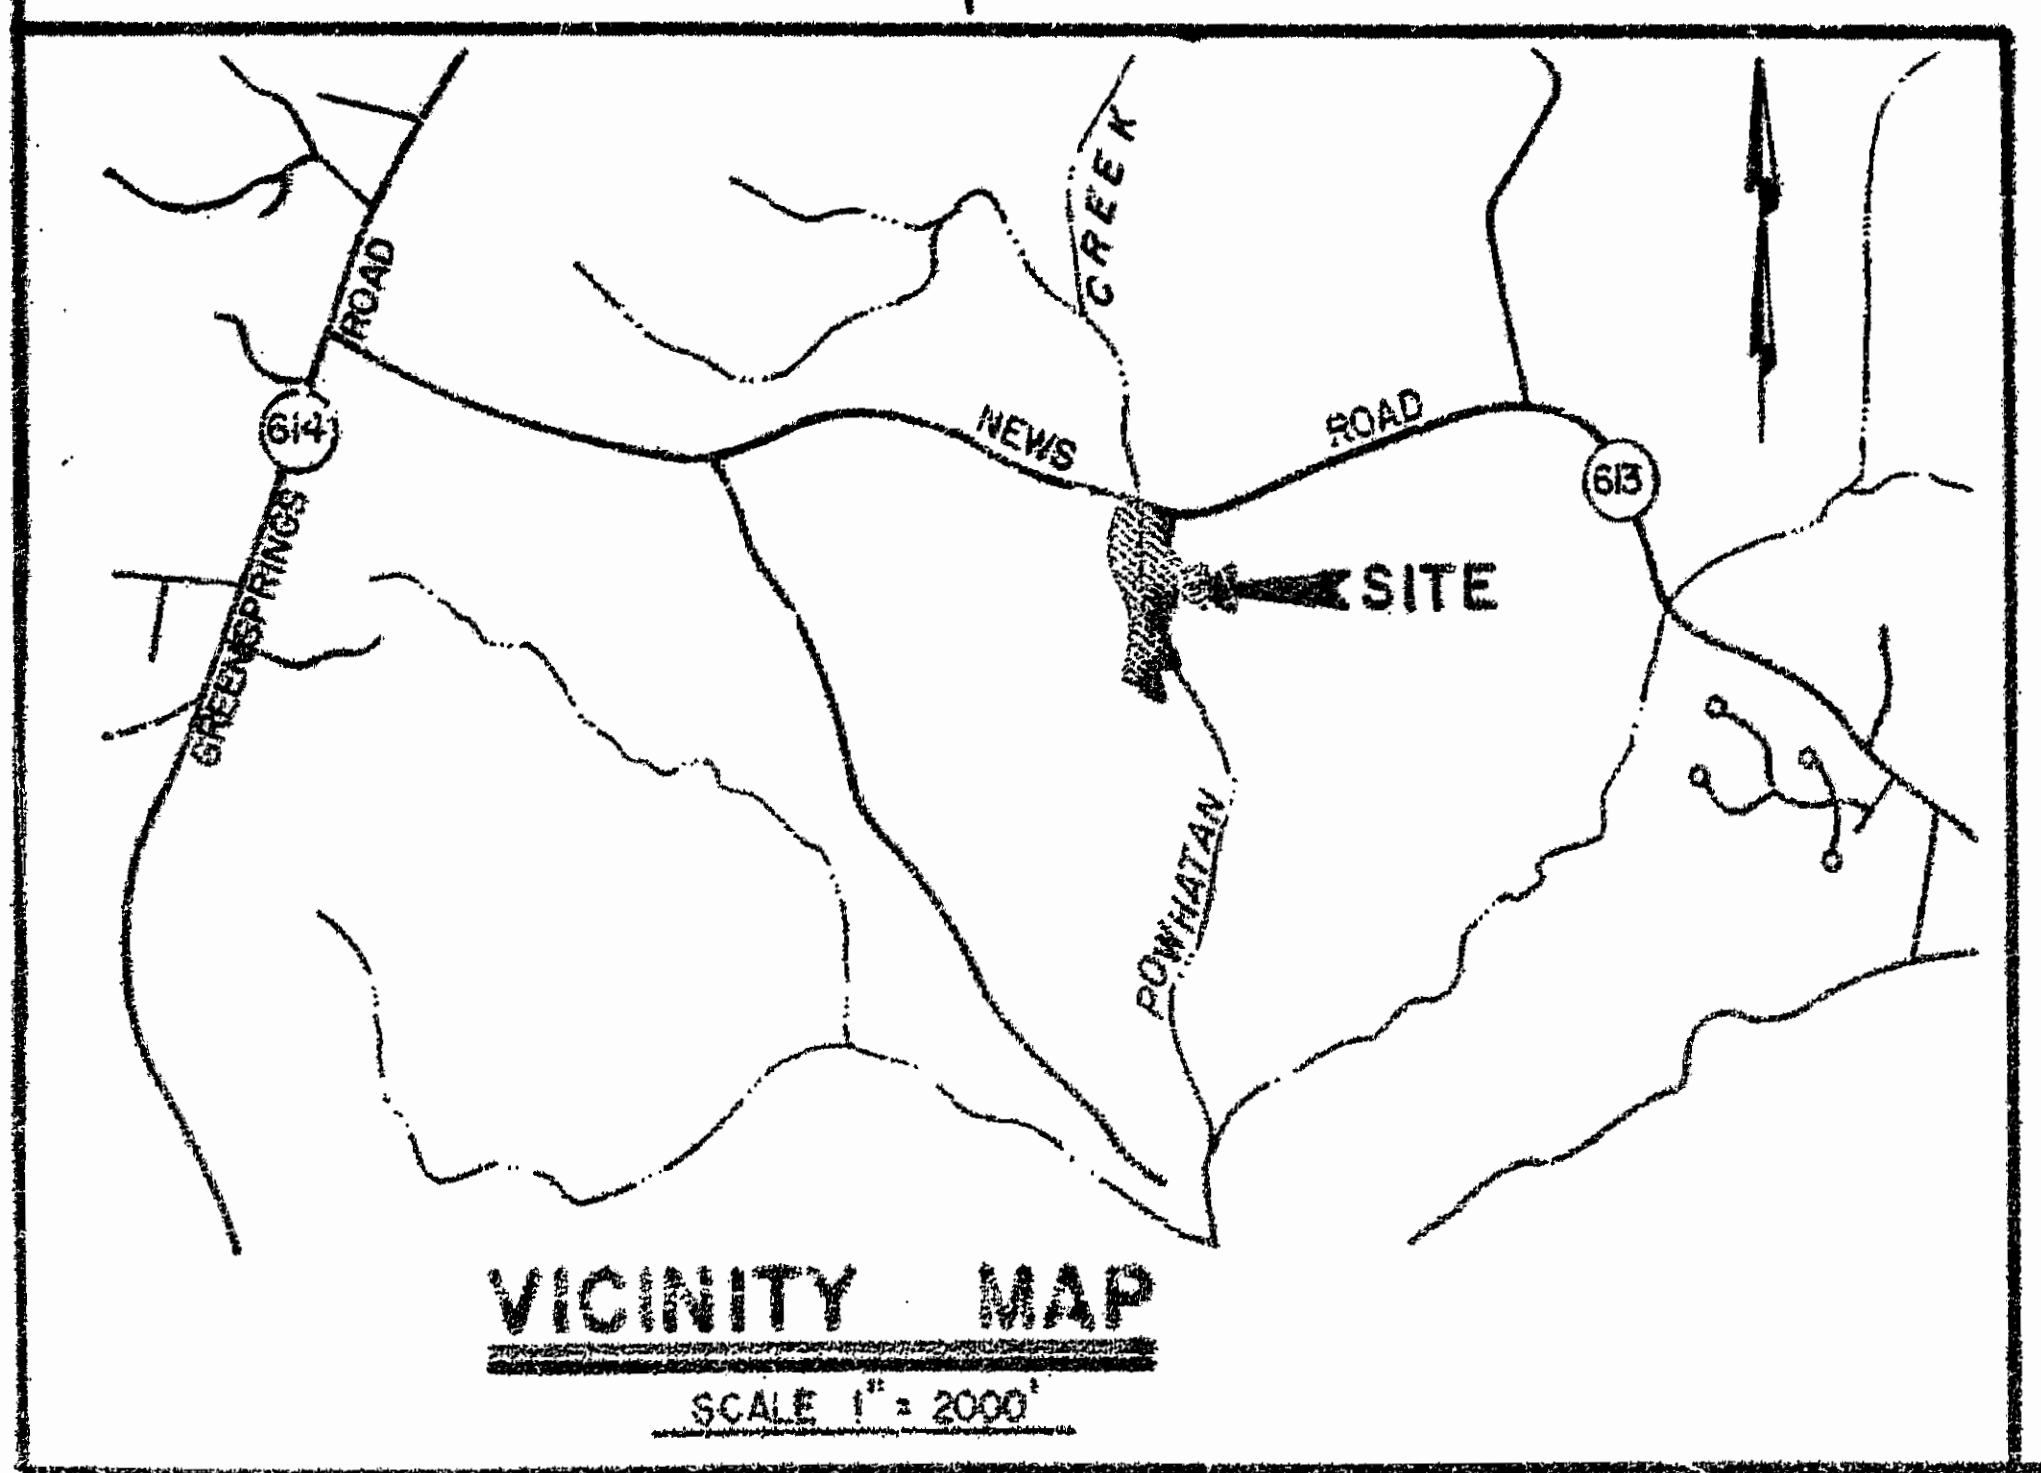 CREEK
ROAD
614
NEWS
ROAD
613
GREENSPRINGS
SITE
POWHATAN
VICINITY MAP
SCALE 1" = 2000'